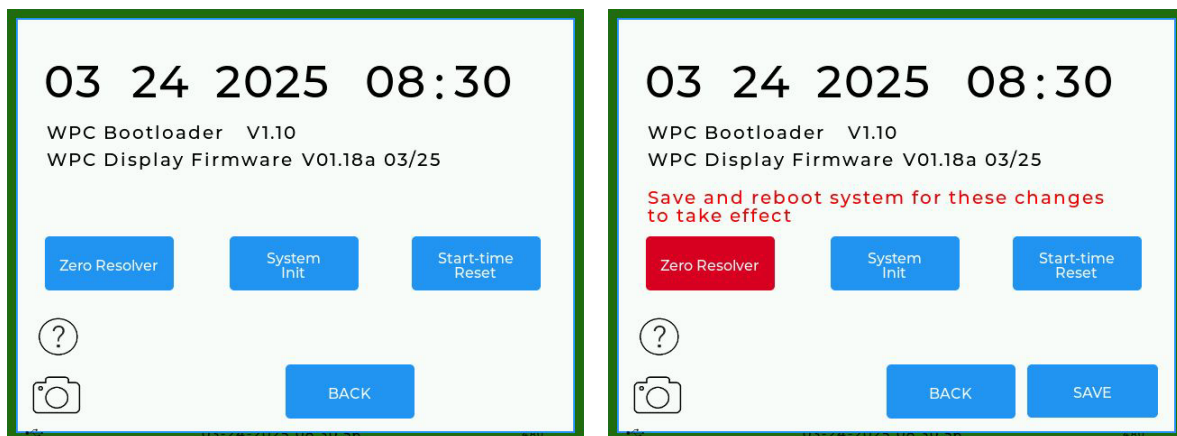 03 24 2025 08:30
WPC Bootloader V1.10
WPC Display Firmware V01.18a 03/25
Zero Resolver
System
Init
Start-time
Reset
?
BACK
03 24 2025 08:30
WPC Bootloader V1.10
WPC Display Firmware V01.18a 03/25
Save and reboot system for these changes
to take effect
Zero Resolver
System
Init
Start-time
Reset
?
BACK
SAVE